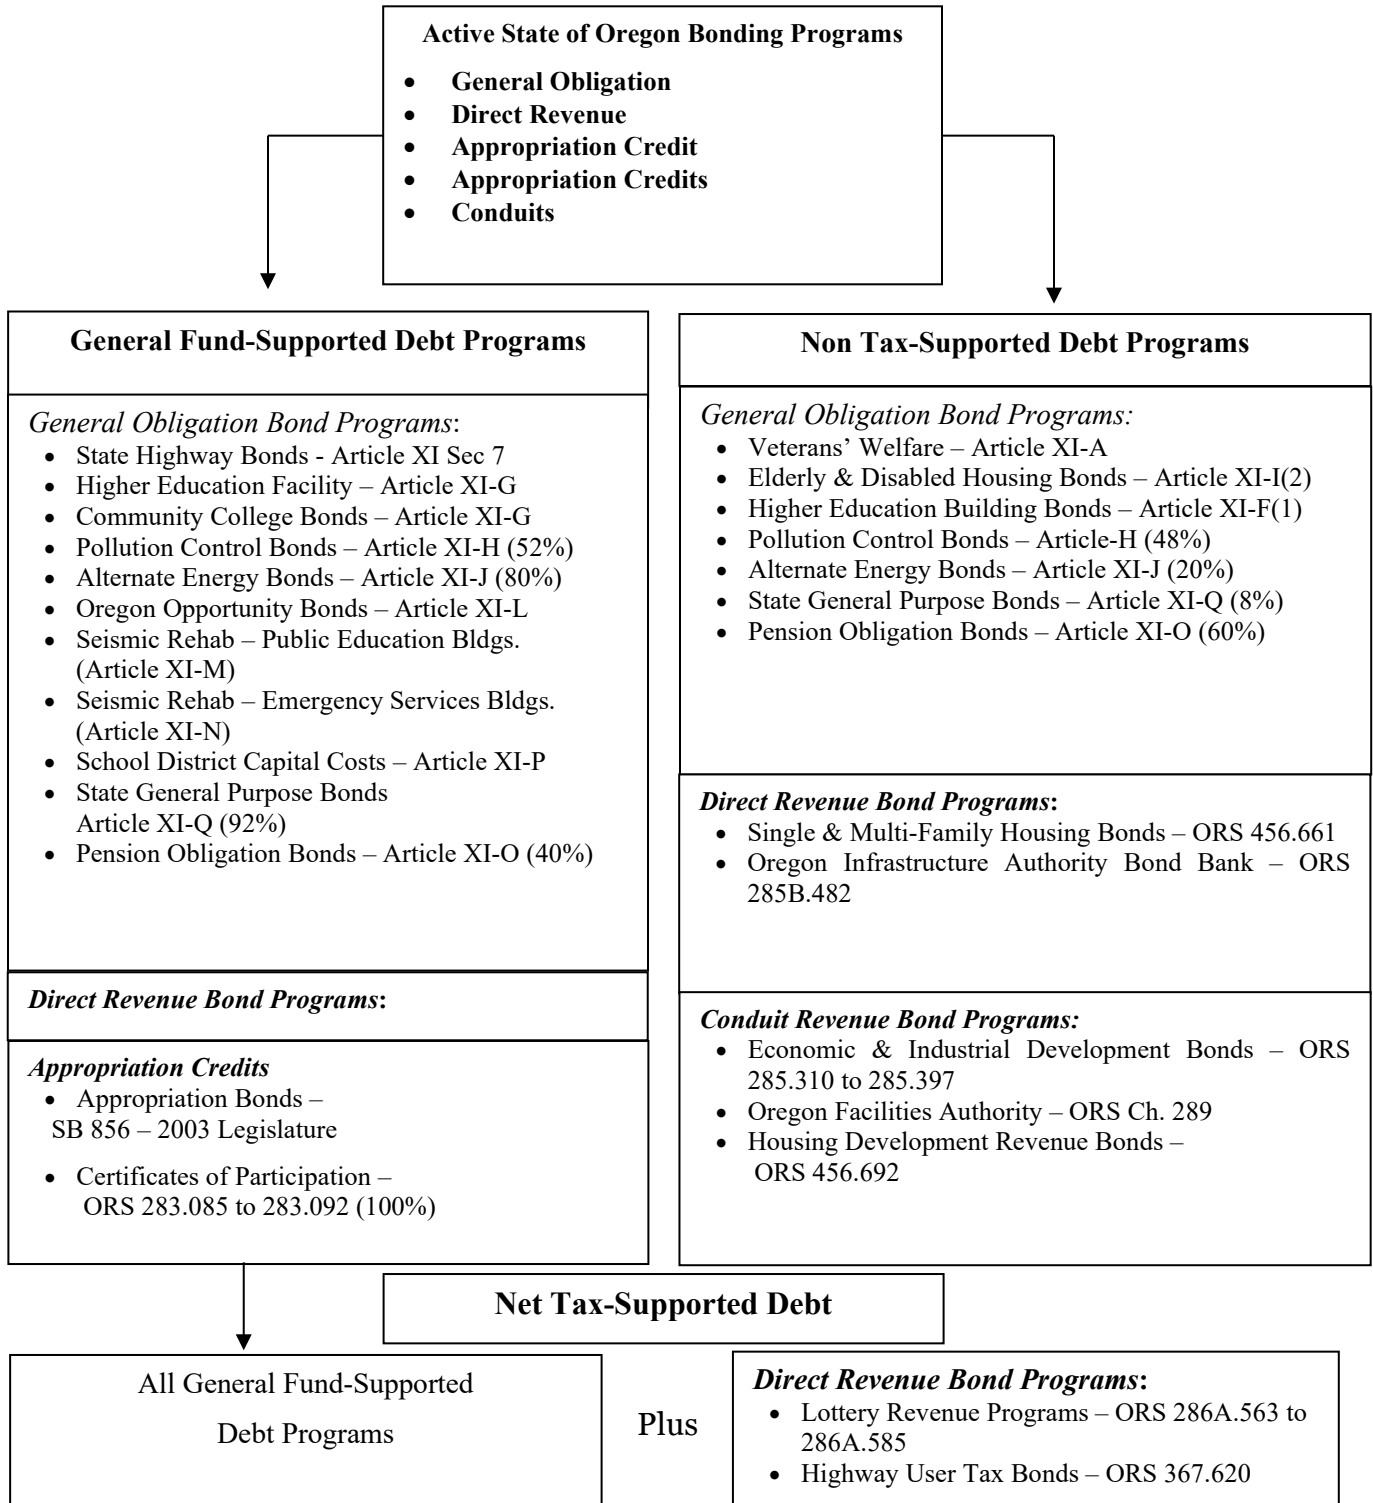 Active State of Oregon Bonding Programs
• General Obligation
• Direct Revenue
• Appropriation Credit
• Appropriation Credits
• Conduits
General Fund-Supported Debt Programs
General Obligation Bond Programs:
• State Highway Bonds - Article XI Sec 7
• Higher Education Facility – Article XI-G
• Community College Bonds – Article XI-G
• Pollution Control Bonds – Article XI-H (52%)
• Alternate Energy Bonds – Article XI-J (80%)
• Oregon Opportunity Bonds – Article XI-L
• Seismic Rehab – Public Education Bldgs.
(Article XI-M)
• Seismic Rehab – Emergency Services Bldgs.
(Article XI-N)
• School District Capital Costs – Article XI-P
• State General Purpose Bonds
Article XI-Q (92%)
• Pension Obligation Bonds – Article XI-O (40%)
Direct Revenue Bond Programs:
Appropriation Credits
• Appropriation Bonds –
SB 856 – 2003 Legislature
• Certificates of Participation –
ORS 283.085 to 283.092 (100%)
Non Tax-Supported Debt Programs
General Obligation Bond Programs:
• Veterans’ Welfare – Article XI-A
• Elderly & Disabled Housing Bonds – Article XI-I(2)
• Higher Education Building Bonds – Article XI-F(1)
• Pollution Control Bonds – Article-H (48%)
• Alternate Energy Bonds – Article XI-J (20%)
• State General Purpose Bonds – Article XI-Q (8%)
• Pension Obligation Bonds – Article XI-O (60%)
Direct Revenue Bond Programs:
• Single & Multi-Family Housing Bonds – ORS 456.661
• Oregon Infrastructure Authority Bond Bank – ORS
285B.482
Conduit Revenue Bond Programs:
• Economic & Industrial Development Bonds – ORS
285.310 to 285.397
• Oregon Facilities Authority – ORS Ch. 289
• Housing Development Revenue Bonds –
ORS 456.692
Net Tax-Supported Debt
All General Fund-Supported
Debt Programs
Plus
Direct Revenue Bond Programs:
• Lottery Revenue Programs – ORS 286A.563 to
286A.585
• Highway User Tax Bonds – ORS 367.620